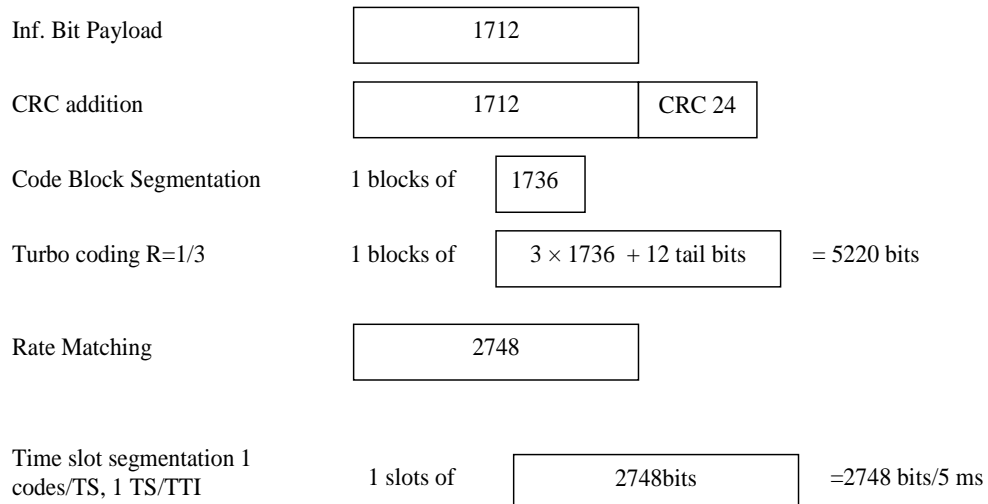 Inf. Bit Payload 1712
CRC addition 1712 CRC 24
Code Block Segmentation 1 blocks of 1736
Turbo coding R=1/3 1 blocks of 3 × 1736 + 12 tail bits = 5220 bits
Rate Matching 2748
Time slot segmentation 1
codes/TS, 1 TS/TTI 1 slots of 2748bits =2748 bits/5 ms